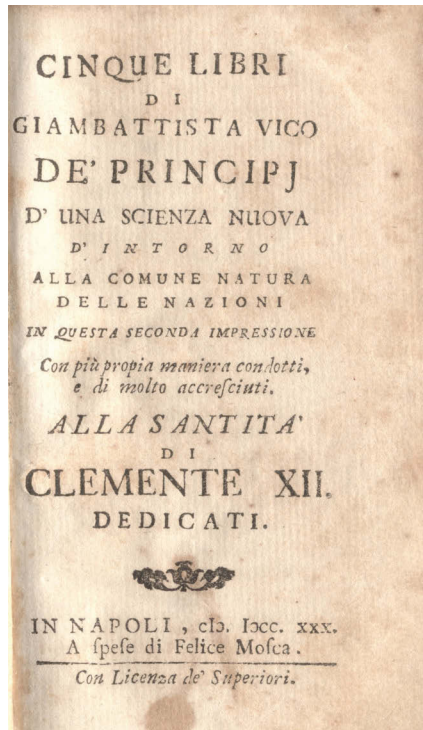 CINQUE LIBRI
DI
GIAMBATTISTA VICO
DE' PRINCIPJ
D' UNA SCIENZA NUOVA
D' INTORNO
ALLA COMUNE NATURA
DELLE NAZIONI
IN QUESTA SECONDA IMPRESSIONE
Con più propia maniera condotti,
e di molto accreſciuti.
ALLA SANTITA'
DI
CLEMENTE XII.
DEDICATI.
IN NAPOLI, cIↄ. Iↄcc. xxx.
A ſpeſe di Felice Moſca.
Con Licenza de' Superiori.